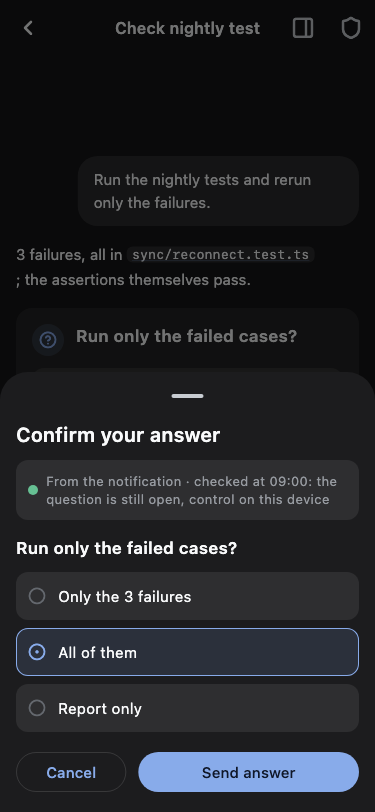 Check nightly test
Run the nightly tests and rerun
only the failures.
3 failures, all in sync/reconnect.test.ts
; the assertions themselves pass.
Run only the failed cases?
Confirm your answer
From the notification · checked at 09:00: the
question is still open, control on this device
Run only the failed cases?
Only the 3 failures
All of them
Report only
Cancel
Send answer